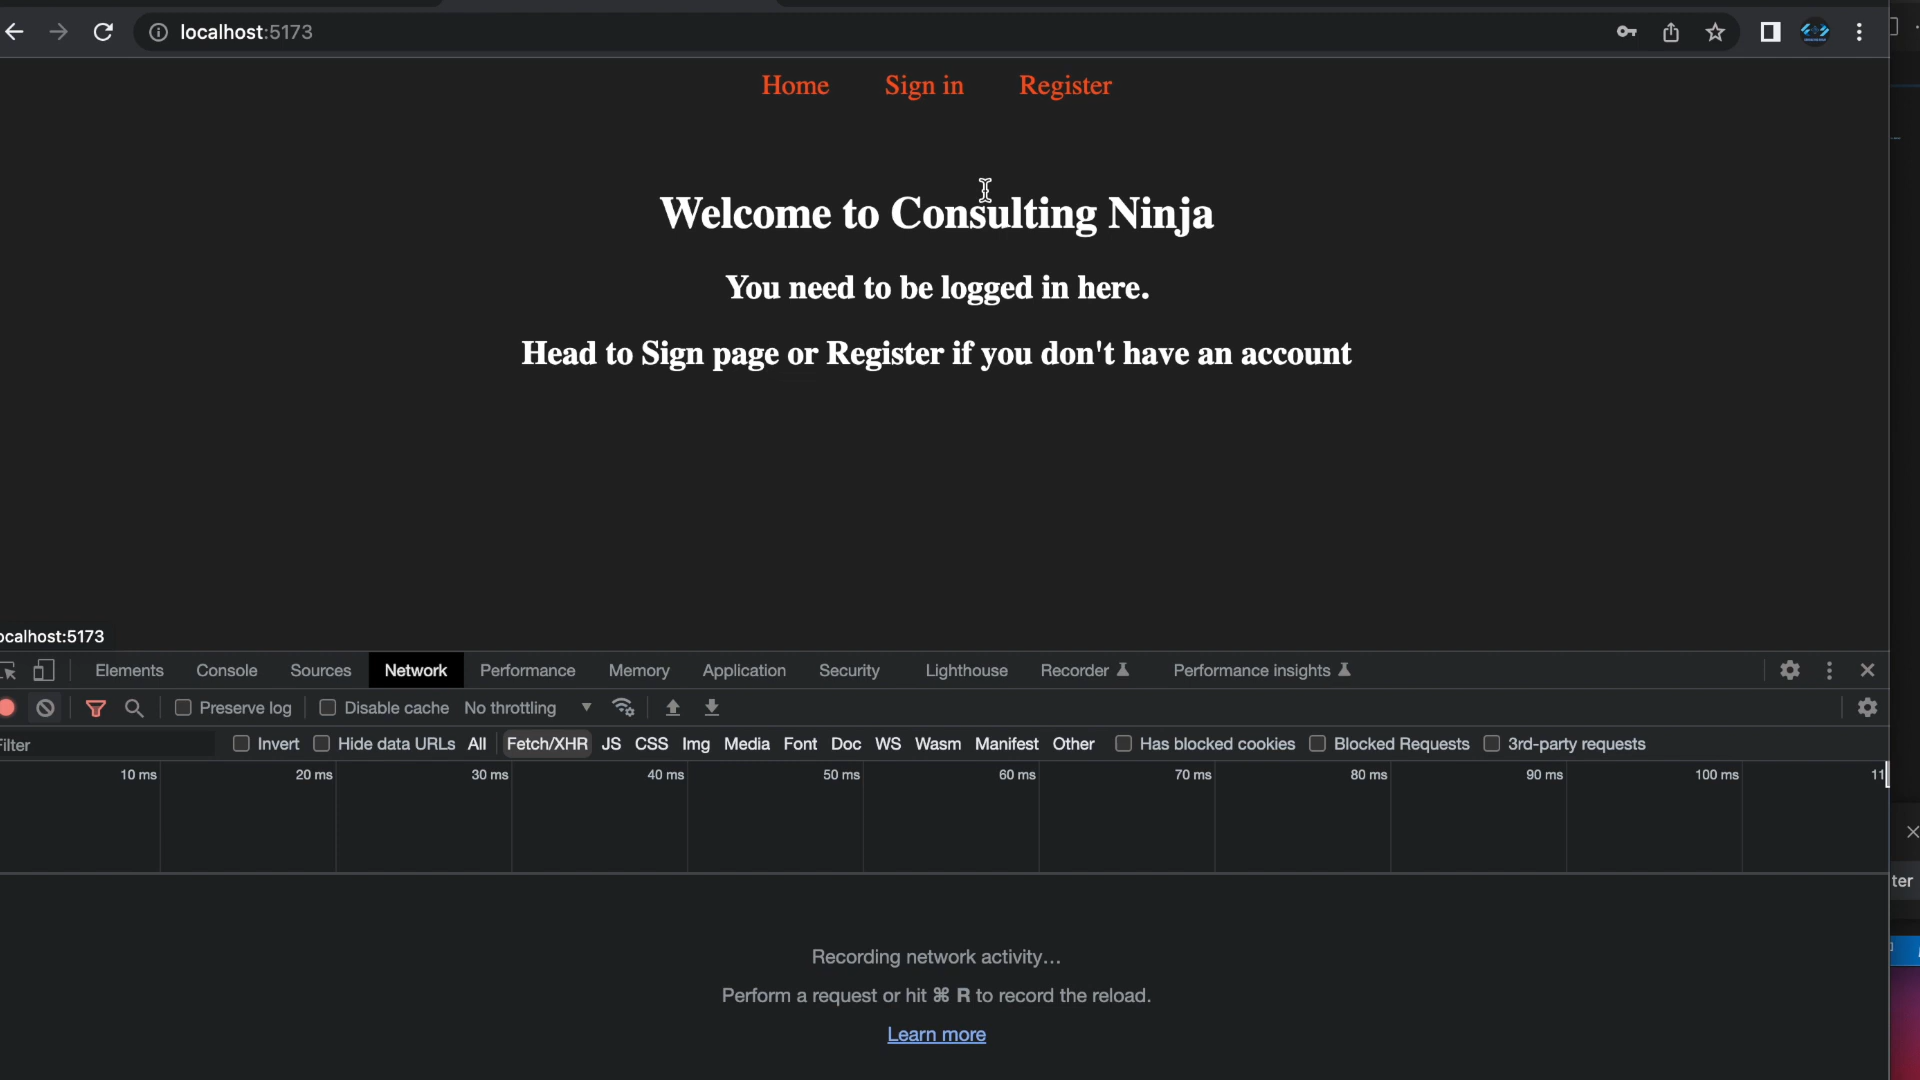 localhost:5173
Home Sign in Register
Welcome to Consulting Ninja
You need to be logged in here.
Head to Sign page or Register if you don't have an account
ocalhost:5173
Elements Console Sources Network Performance Memory Application Security Lighthouse Recorder Performance insights
Preserve log Disable cache No throttling
ilter Invert Hide data URLs All Fetch/XHR JS CSS Img Media Font Doc WS Wasm Manifest Other Has blocked cookies Blocked Requests 3rd-party requests
10 ms 20 ms 30 ms 40 ms 50 ms 60 ms 70 ms 80 ms 90 ms 100 ms 11
ter
Recording network activity…
Perform a request or hit ⌘ R to record the reload.
Learn more